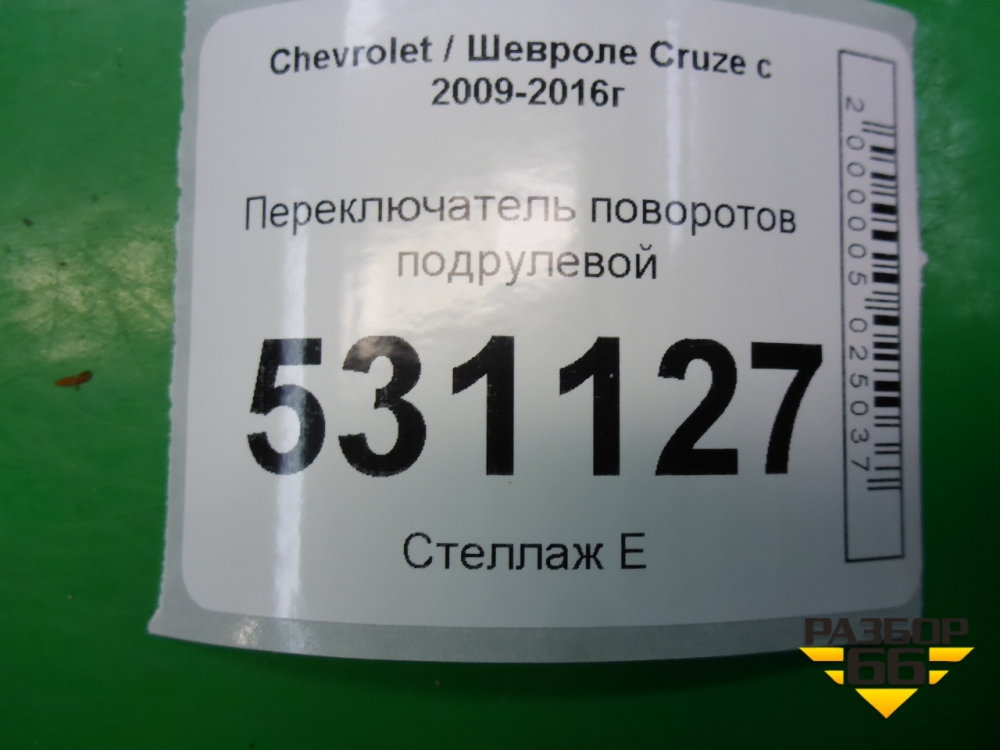 Chevrolet / Шевроле Cruze с
2009-2016г
Переключатель поворотов
подрулевой
531127
Стеллаж Е
2000005025037
РАЗБОР
66